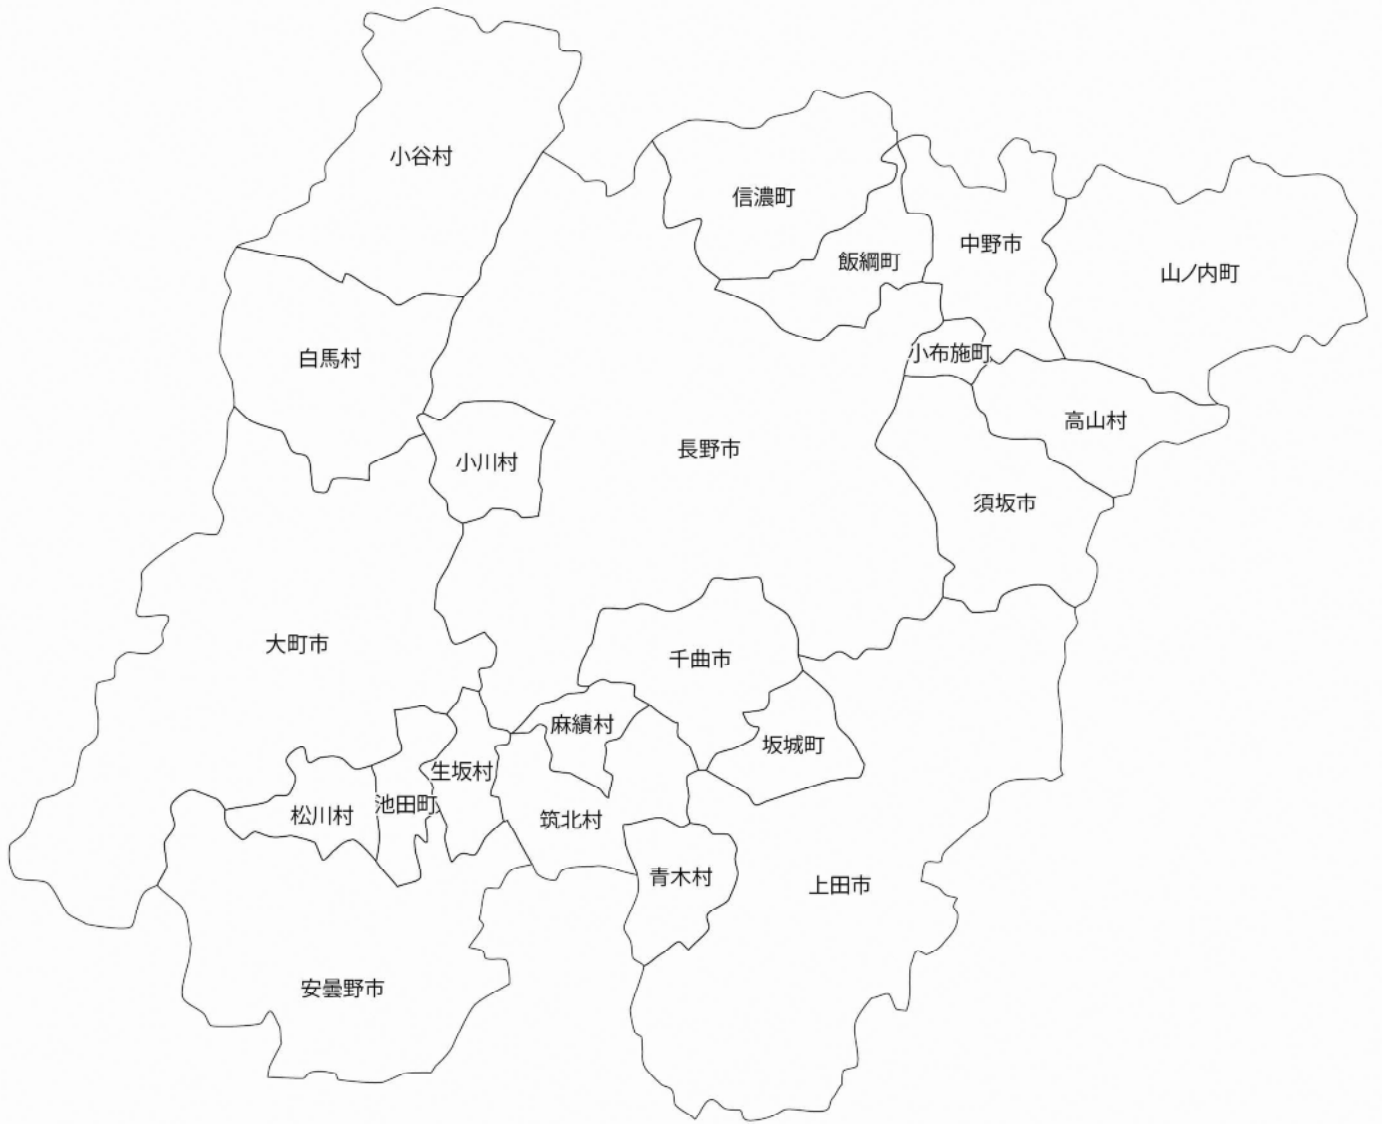 小谷村
信濃町
中野市
飯綱町
山ノ内町
小布施町
白馬村
高山村
長野市
小川村
須坂市
大町市
千曲市
麻績村
坂城町
生坂村
池田町
松川村
筑北村
青木村
上田市
安曇野市